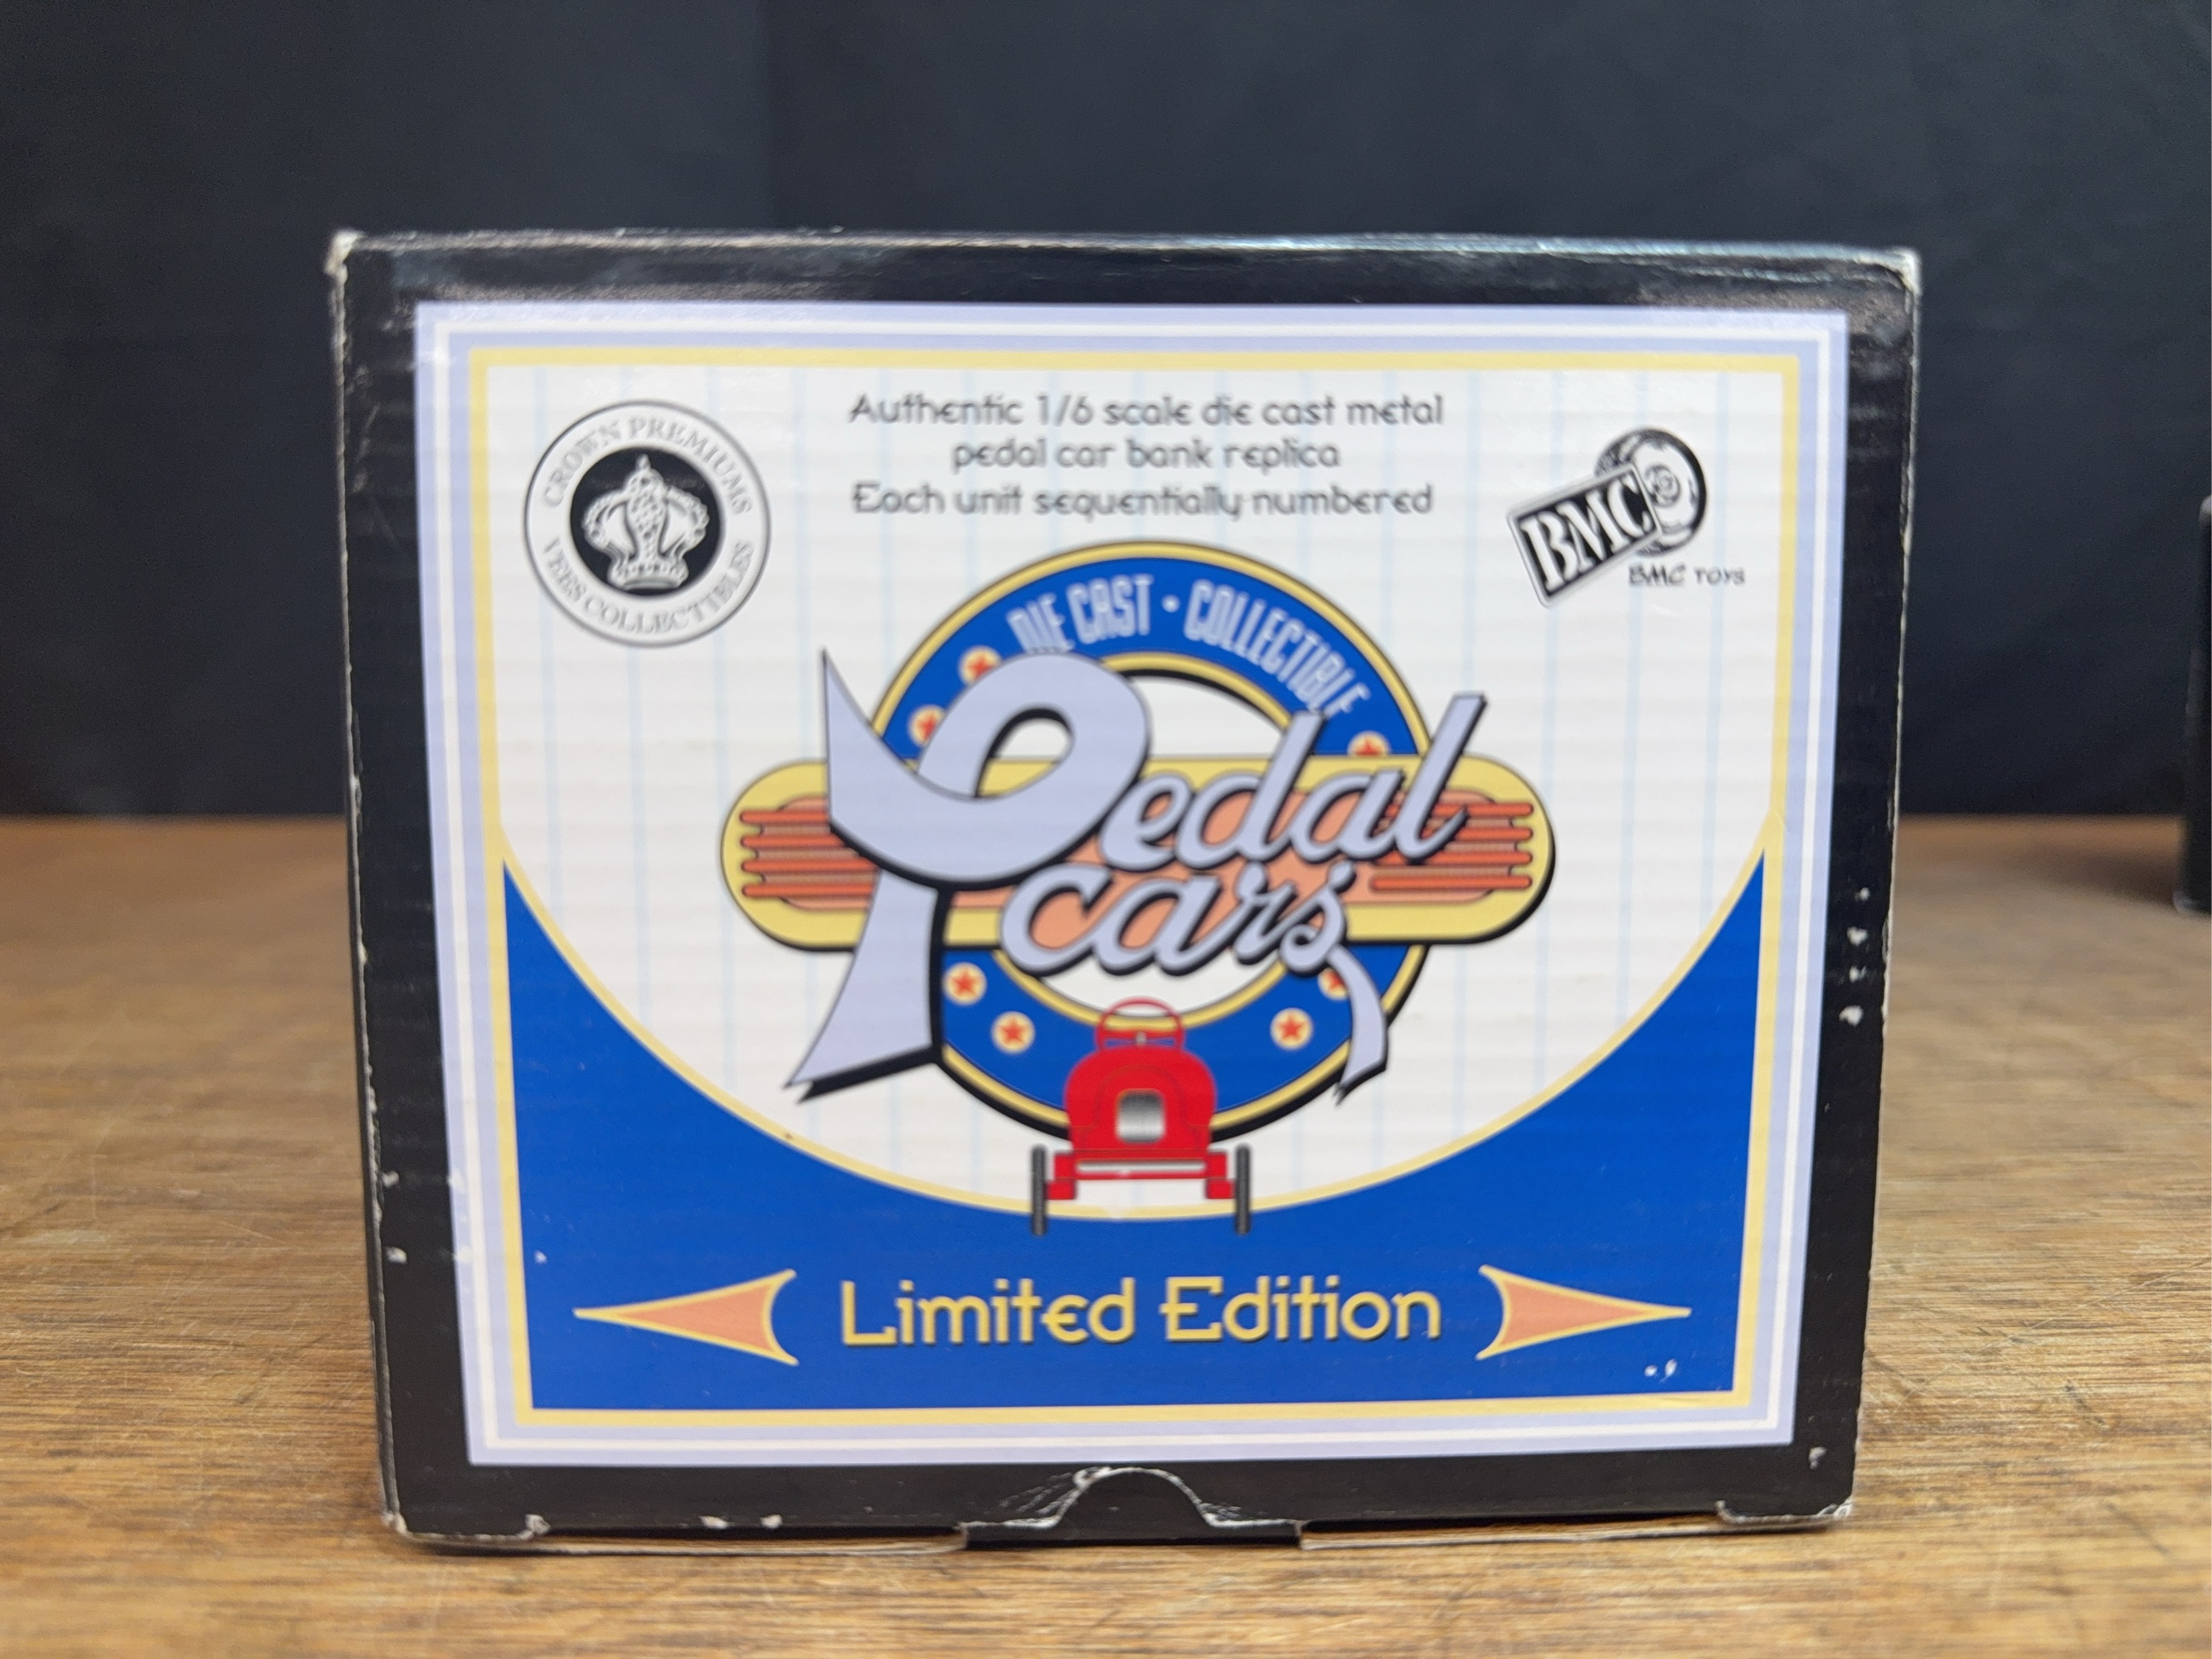 Authentic 1/6 scale die cast metal
pedal car bank replica
Each unit sequentially numbered
CROWN PREMIUMS
VEES COLLECTIBLES
BMC
BMC TOYS
DIE CAST • COLLECTIBLE
Pedal
cars
Limited Edition